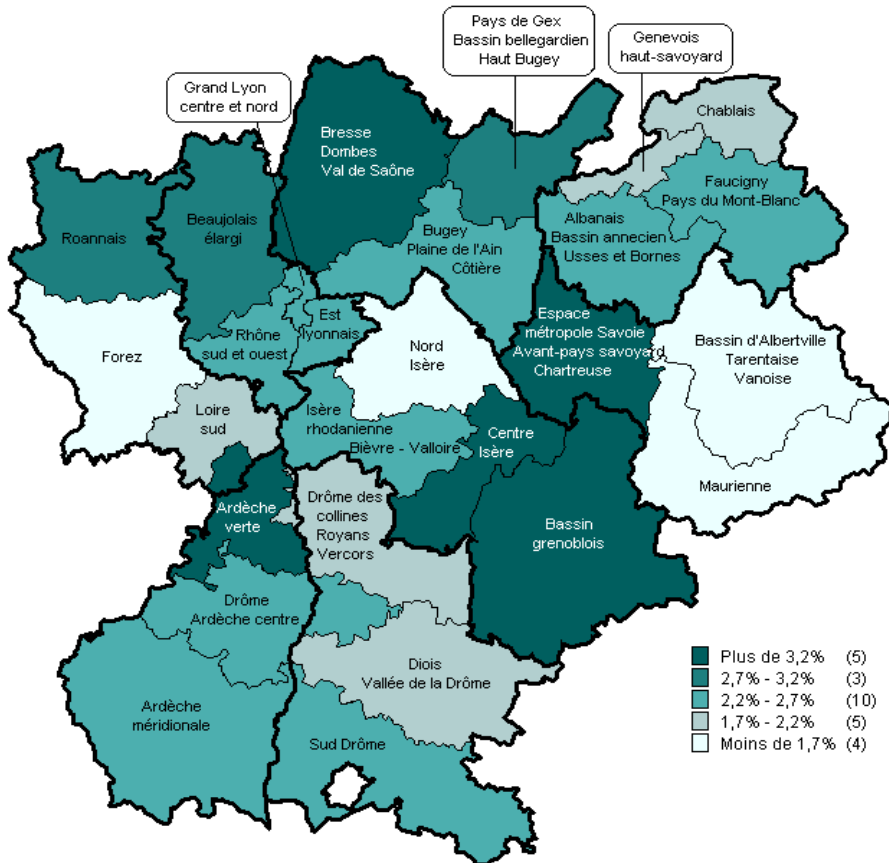 Pays de Gex
Bassin bellegardien
Haut Bugey
Genevois
haut-savoyard
Grand Lyon
centre et nord
Chablais
Bresse
Dombes
Val de Saône
Faucigny
Pays du Mont-Blanc
Roannais
Beaujolais
élargi
Bugey
Plaine de l'Ain
Côtière
Albanais
Bassin annecien
Usses et Bornes
Est
lyonnais
Rhône
sud et ouest
Forez
Nord
Isère
Espace
métropole Savoie
Avant-pays savoyard
Chartreuse
Bassin d'Albertville
Tarentaise
Vanoise
Loire
sud
Isère
rhodanienne
Bièvre - Valloire
Centre
Isère
Maurienne
Ardèche
verte
Drôme des
collines
Royans
Vercors
Bassin
grenoblois
Drôme
Ardèche centre
Diois
Vallée de la Drôme
Ardèche
méridionale
Sud Drôme
Plus de 3,2% (5)
2,7% - 3,2% (3)
2,2% - 2,7% (10)
1,7% - 2,2% (5)
Moins de 1,7% (4)